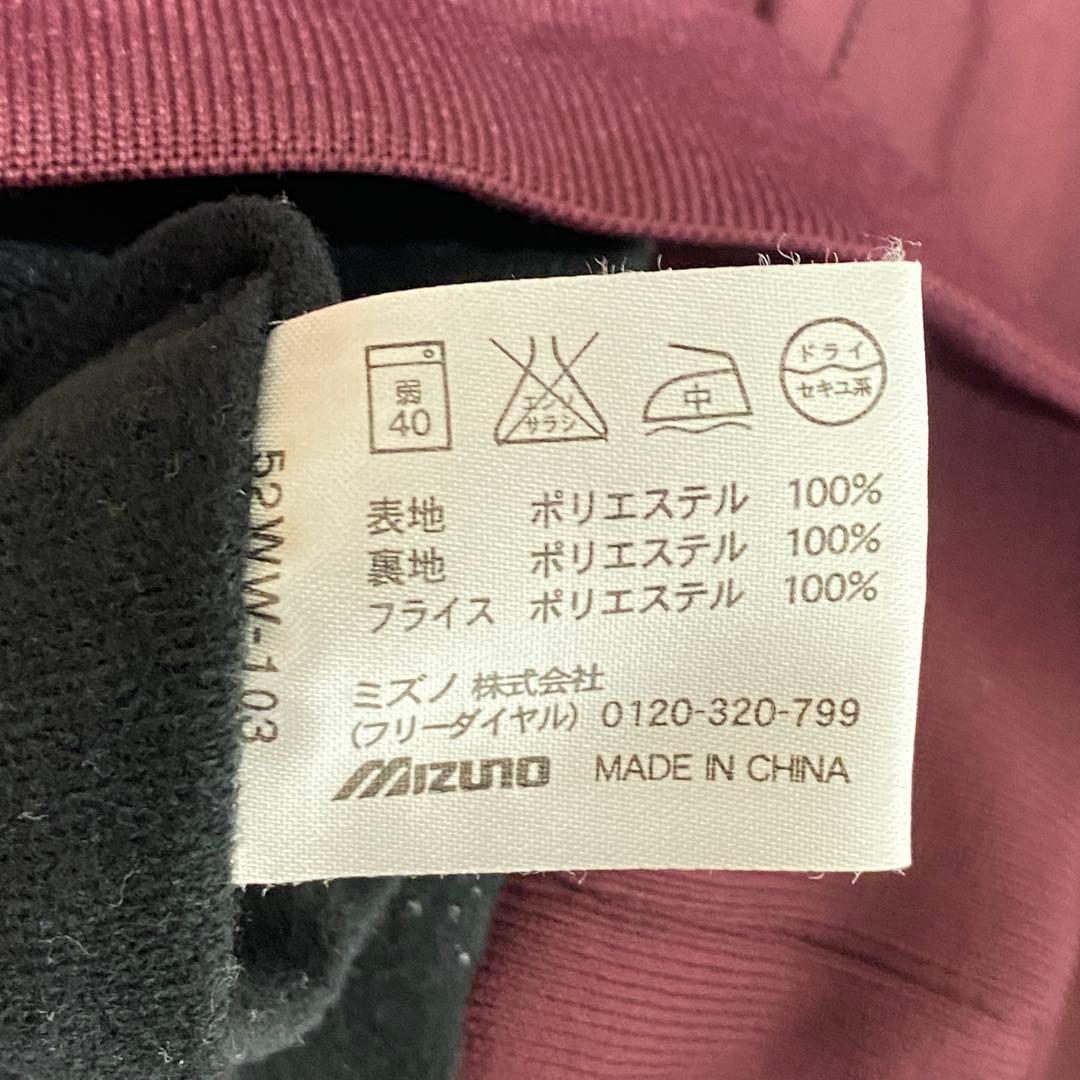 弱
40
エンソ
サラシ
中
ドライ
セキユ系
表地 ポリエステル 100%
裏地 ポリエステル 100%
フライス ポリエステル 100%
ミズノ 株式会社
(フリーダイヤル) 0120-320-799
MIZUNO MADE IN CHINA
52WW-103